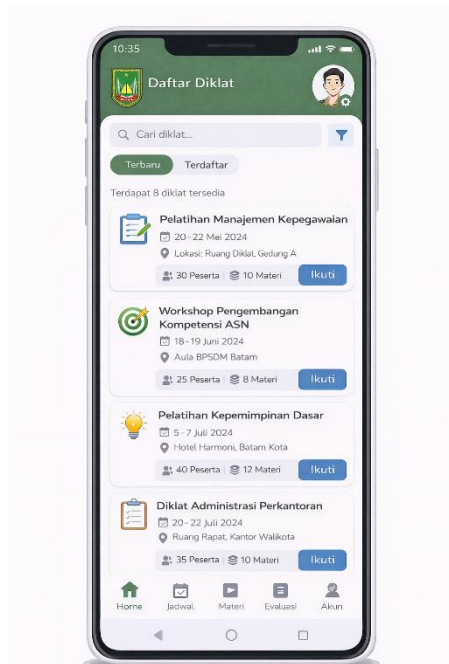 10:35
Daftar Diklat
Cari diklat...
Terbaru Terdaftar
Terdapat 8 diklat tersedia
Pelatihan Manajemen Kepegawaian
20 - 22 Mei 2024
Lokasi: Ruang Diklat, Gedung A
30 Peserta 10 Materi Ikuti
Workshop Pengembangan
Kompetensi ASN
18 - 19 Juni 2024
Aula BPSDM Batam
25 Peserta 8 Materi Ikuti
Pelatihan Kepemimpinan Dasar
5 - 7 Juli 2024
Hotel Harmoni, Batam Kota
40 Peserta 12 Materi Ikuti
Diklat Administrasi Perkantoran
20 - 22 Juli 2024
Ruang Rapat, Kantor Walikota
35 Peserta 10 Materi Ikuti
Home Jadwal Materi Evaluasi Akun